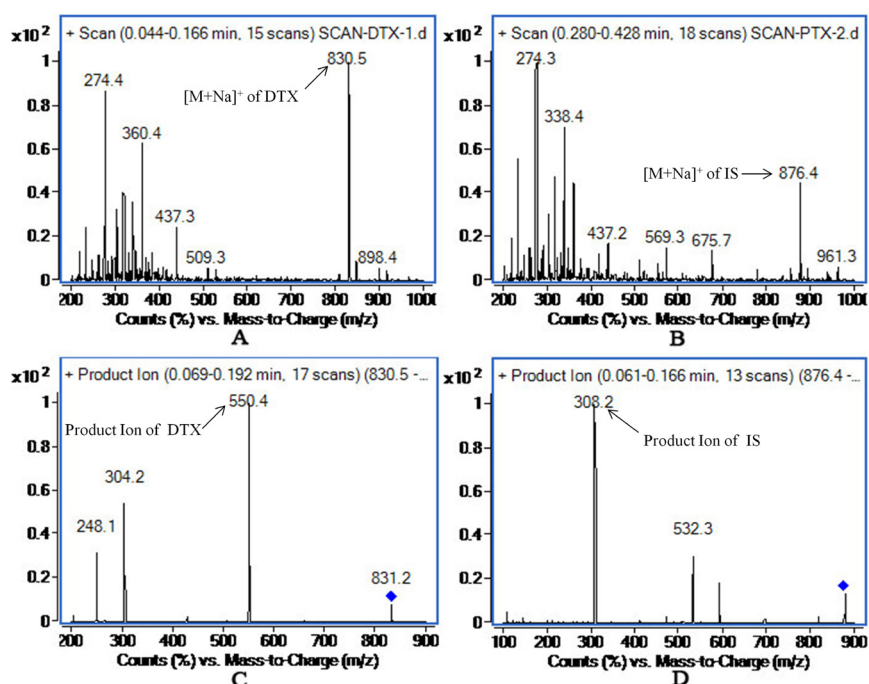 + Scan (0.044-0.166 min, 15 scans) SCAN-DTX-1.d
x10²
1
0.8
0.6
0.4
0.2
0
830.5
274.4
[M+Na]⁺ of DTX
360.4
437.3
509.3
898.4
200 300 400 500 600 700 800 900 1000
Counts (%) vs. Mass-to-Charge (m/z)
A
+ Scan (0.280-0.428 min, 18 scans) SCAN-PTX-2.d
x10²
1
0.8
0.6
0.4
0.2
0
274.3
338.4
[M+Na]⁺ of IS
876.4
437.2
569.3
675.7
961.3
200 300 400 500 600 700 800 900 1000
Counts (%) vs. Mass-to-Charge (m/z)
B
+ Product Ion (0.069-0.192 min, 17 scans) (830.5 -...
x10²
1
0.8
0.6
0.4
0.2
0
550.4
Product Ion of DTX
304.2
248.1
831.2
200 300 400 500 600 700 800 900
Counts (%) vs. Mass-to-Charge (m/z)
C
+ Product Ion (0.061-0.166 min, 13 scans) (876.4 -...
x10²
1
0.8
0.6
0.4
0.2
0
308.2
Product Ion of IS
532.3
100 200 300 400 500 600 700 800 900
Counts (%) vs. Mass-to-Charge (m/z)
D